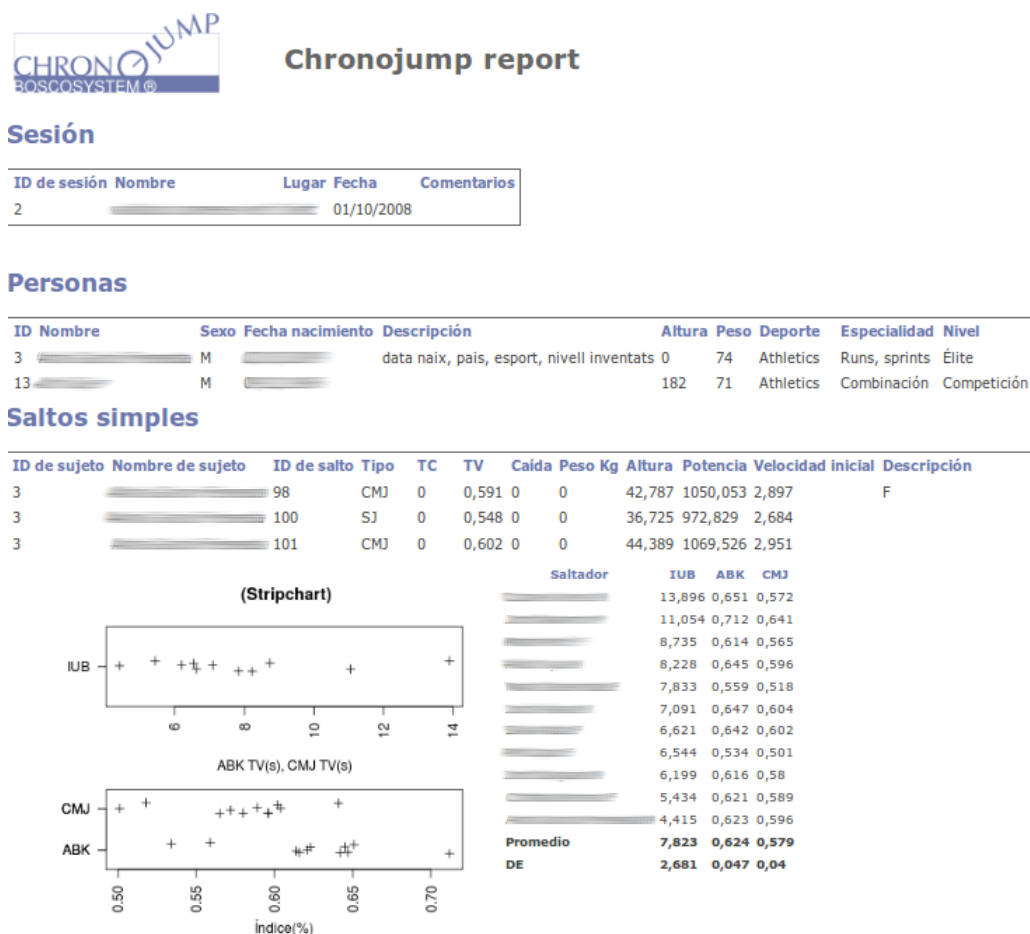 CHRONOJUMP
BOSCOSYSTEM ®
Chronojump report
Sesión
ID de sesión Nombre Lugar Fecha Comentarios
2 01/10/2008
Personas
ID Nombre Sexo Fecha nacimiento Descripción Altura Peso Deporte Especialidad Nivel
3 M data naix, pais, esport, nivell inventats 0 74 Athletics Runs, sprints Élite
13 M 182 71 Athletics Combinación Competición
Saltos simples
ID de sujeto Nombre de sujeto ID de salto Tipo TC TV Caída Peso Kg Altura Potencia Velocidad inicial Descripción
3 98 CMJ 0 0,591 0 0 42,787 1050,053 2,897 F
3 100 SJ 0 0,548 0 0 36,725 972,829 2,684
3 101 CMJ 0 0,602 0 0 44,389 1069,526 2,951
(Stripchart)
IUB
6 8 10 12 14
ABK TV(s), CMJ TV(s)
CMJ
ABK
0.50 0.55 0.60 0.65 0.70
Índice(%)
Saltador IUB ABK CMJ
13,896 0,651 0,572
11,054 0,712 0,641
8,735 0,614 0,565
8,228 0,645 0,596
7,833 0,559 0,518
7,091 0,647 0,604
6,621 0,642 0,602
6,544 0,534 0,501
6,199 0,616 0,58
5,434 0,621 0,589
4,415 0,623 0,596
Promedio 7,823 0,624 0,579
DE 2,681 0,047 0,04